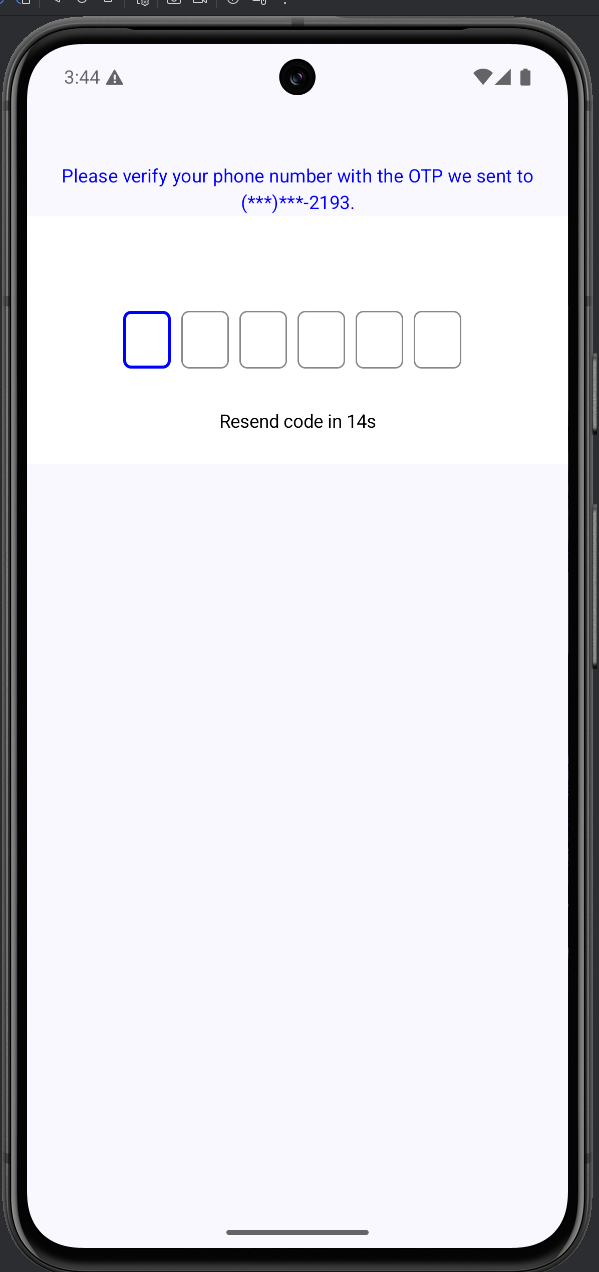 3:44
Please verify your phone number with the OTP we sent to
(***)***-2193.
Resend code in 14s